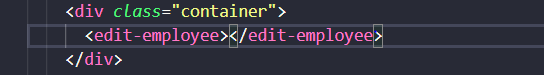 <div class="container">
<edit-employee></edit-employee>
</div>